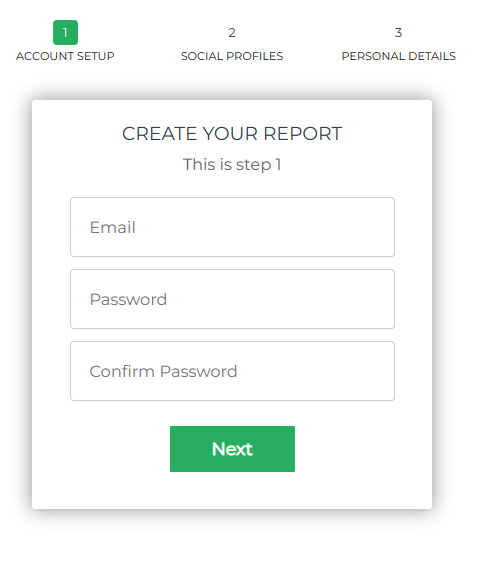 1 2 3
ACCOUNT SETUP SOCIAL PROFILES PERSONAL DETAILS
CREATE YOUR REPORT
This is step 1
Email
Password
Confirm Password
Next